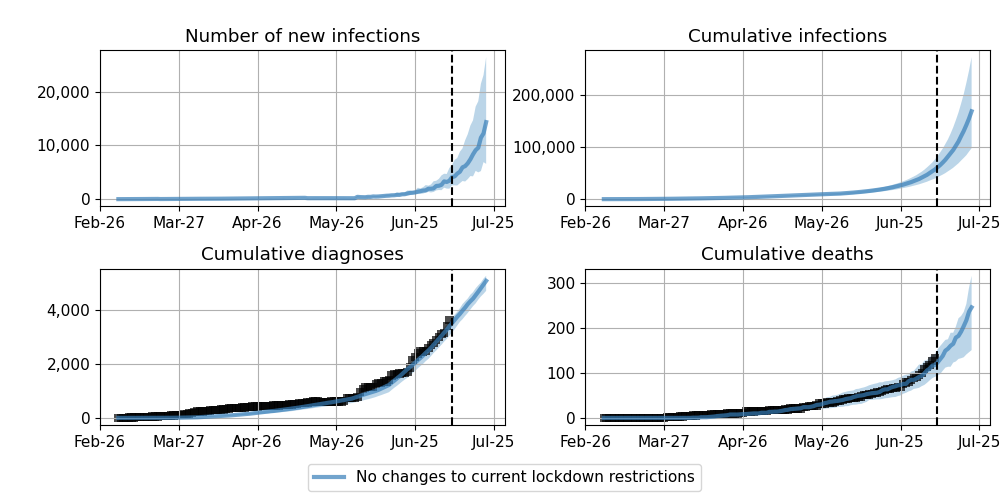 Number of new infections
20,000
10,000
0
Feb-26 Mar-27 Apr-26 May-26 Jun-25 Jul-25
Cumulative infections
200,000
100,000
0
Feb-26 Mar-27 Apr-26 May-26 Jun-25 Jul-25
Cumulative diagnoses
4,000
2,000
0
Feb-26 Mar-27 Apr-26 May-26 Jun-25 Jul-25
Cumulative deaths
300
200
100
0
Feb-26 Mar-27 Apr-26 May-26 Jun-25 Jul-25
No changes to current lockdown restrictions